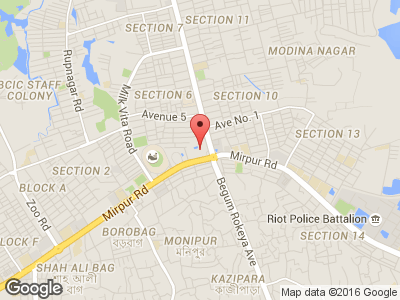 SECTION 11
SECTION 7
MODINA NAGAR
Rupnagar Rd
BCIC STAFF
COLONY
Milk Vita Road
SECTION 6
SECTION 10
Avenue 5
Ave No. 1
SECTION 13
SECTION 2
Mirpur Rd
BLOCK A
Mirpur Rd
Zoo Rd
Begum Rokeya Ave
Riot Police Battalion
BOROBAG
বড়বাগ
BLOCK F
MONIPUR
মনিপুর
SECTION 14
SHAH ALI BAG
শাহ আলী
বাগ
KAZIPARA
কাজীপাড়া
Google
Map data ©2016 Google